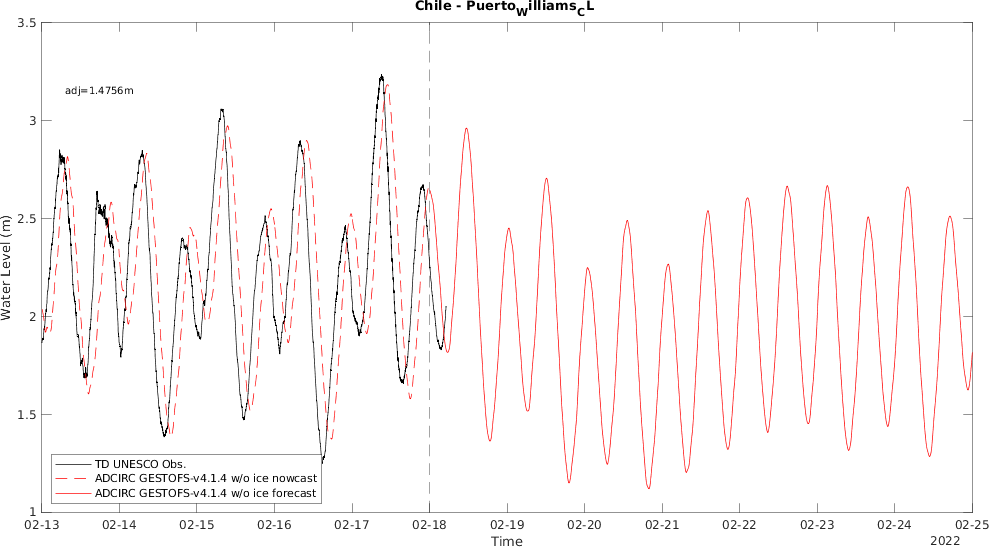 Chile - PuertoWilliamsCL
3.5
adj=1.4756m
3
2.5
Water Level (m)
2
1.5
TD UNESCO Obs.
ADCIRC GESTOFS-v4.1.4 w/o ice nowcast
ADCIRC GESTOFS-v4.1.4 w/o ice forecast
1
02-13 02-14 02-15 02-16 02-17 02-18 02-19 02-20 02-21 02-22 02-23 02-24 02-25
Time
2022